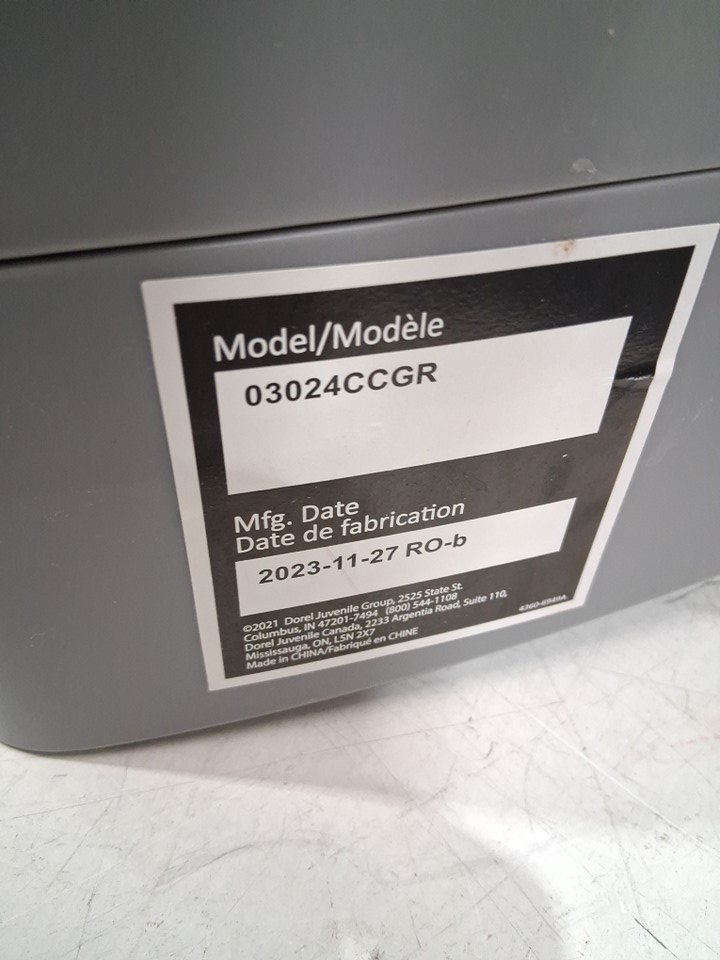 Model/Modèle
03024CCGR
Mfg. Date
Date de fabrication
2023-11-27 RO-b
©2021 Dorel Juvenile Group, 2525 State St.
Columbus, IN 47201-7494 (800) 544-1108
Dorel Juvenile Canada, 2233 Argentia Road, Suite 110,
Mississauga, ON, L5N 2X7
Made in CHINA/Fabriqué en CHINE
4360-6949A